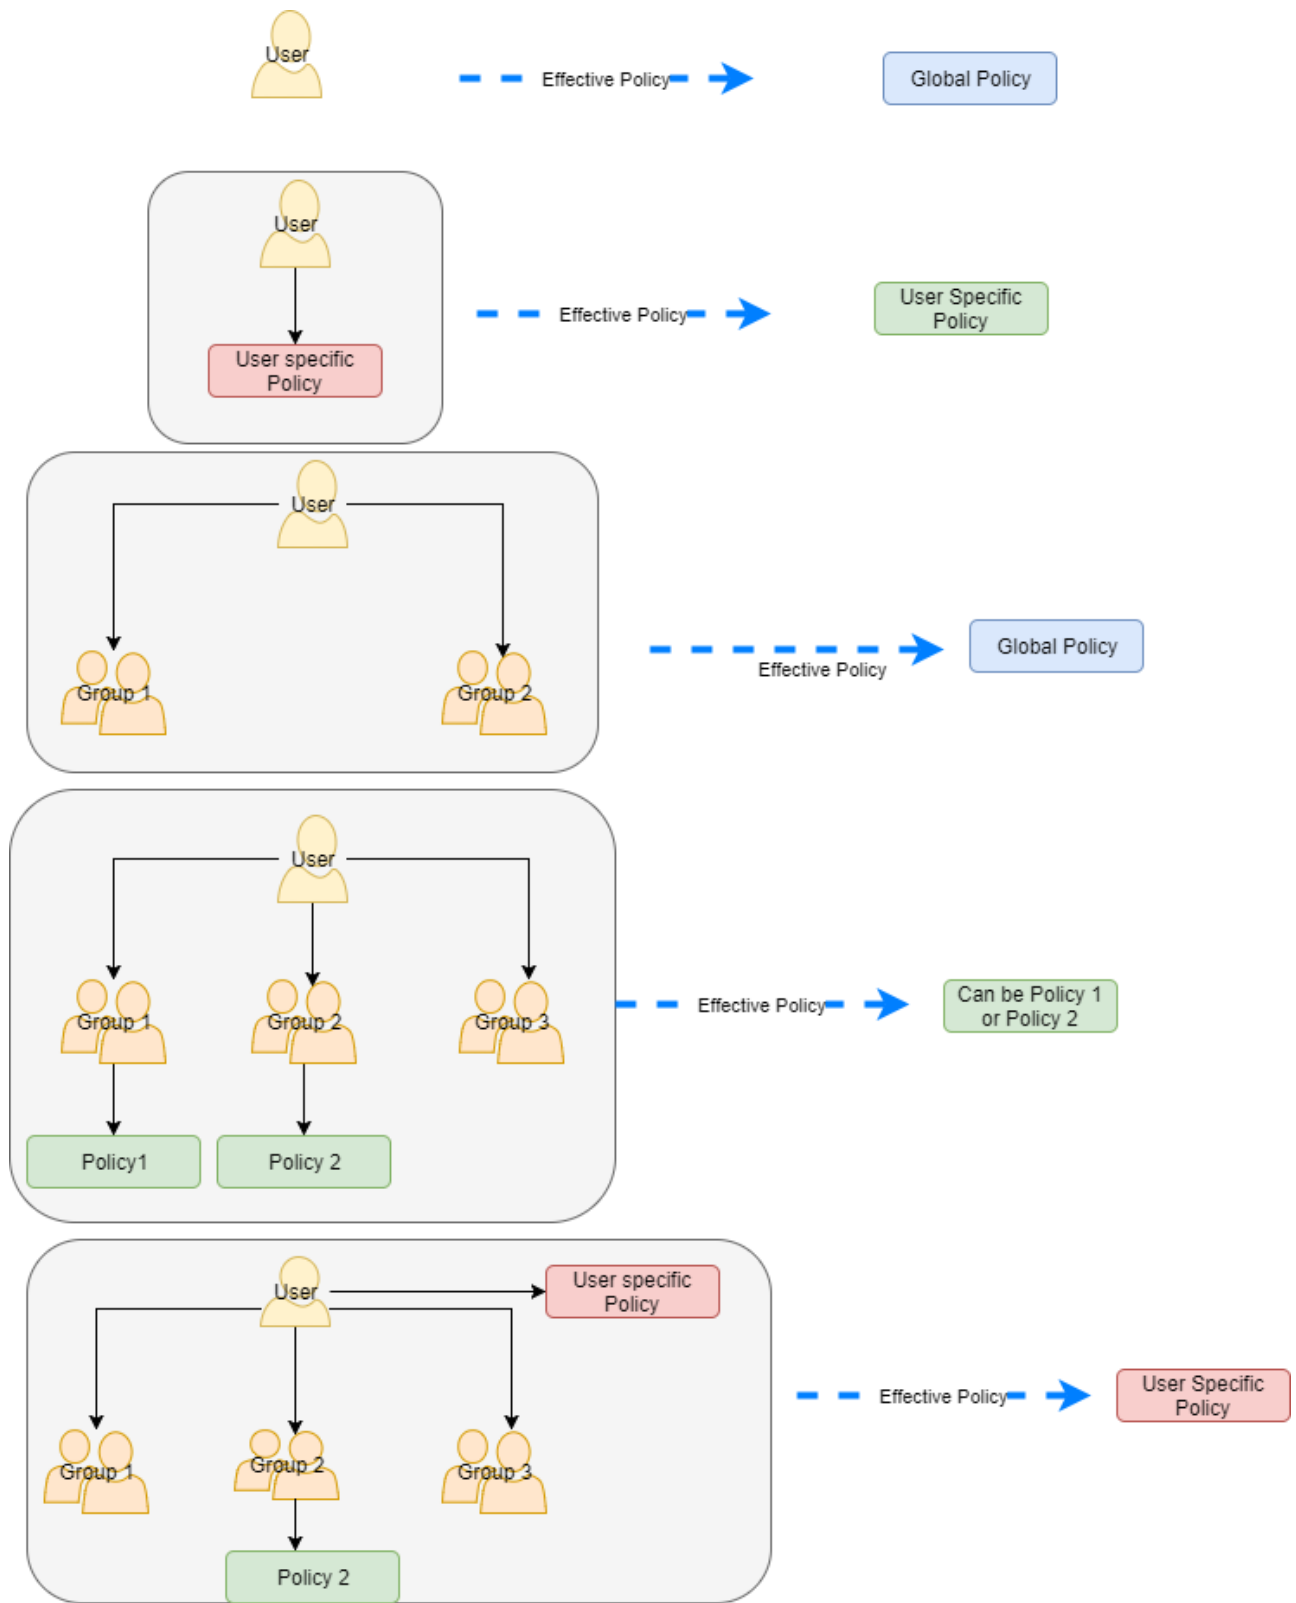 User
Effective Policy
Global Policy
User
User specific
Policy
Effective Policy
User Specific
Policy
User
Group 1
Group 2
Effective Policy
Global Policy
User
Group 1
Group 2
Group 3
Effective Policy
Can be Policy 1
or Policy 2
Policy1
Policy 2
User
User specific
Policy
Effective Policy
User Specific
Policy
Group 1
Group 2
Group 3
Policy 2